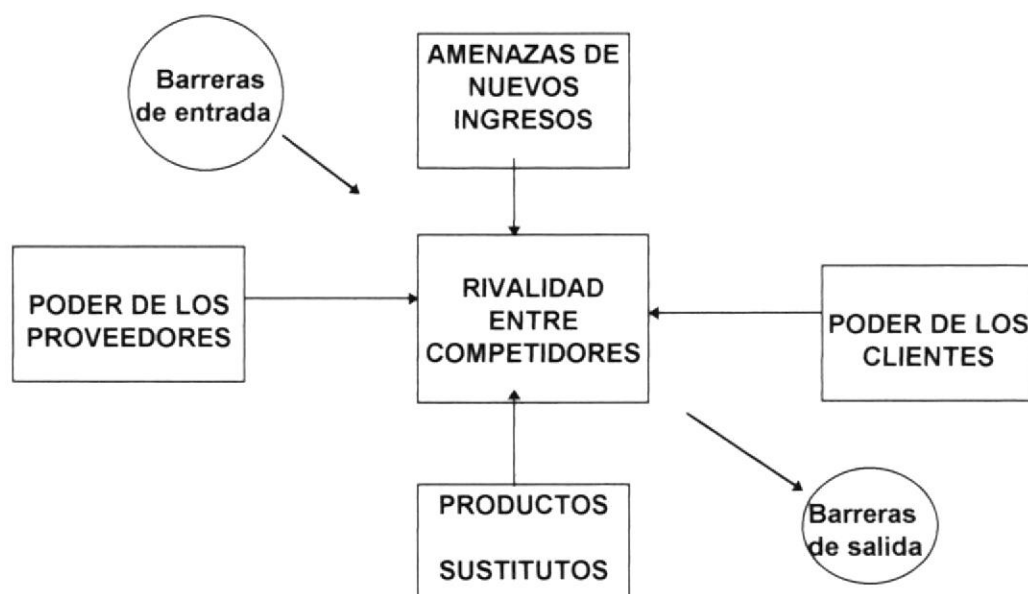 Barreras
de entrada
AMENAZAS DE
NUEVOS
INGRESOS
PODER DE LOS
PROVEEDORES
RIVALIDAD
ENTRE
COMPETIDORES
PODER DE LOS
CLIENTES
PRODUCTOS
SUSTITUTOS
Barreras
de salida